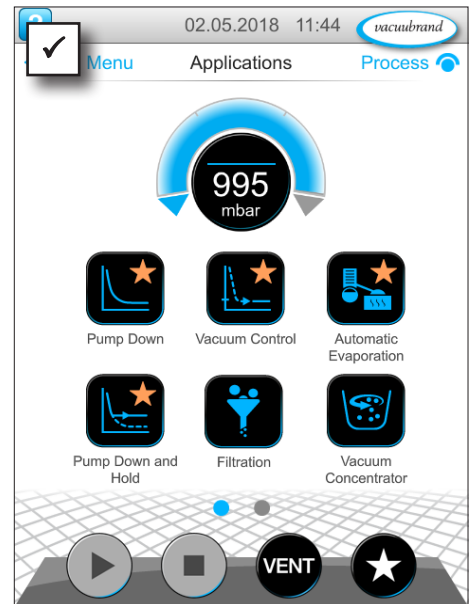 02.05.2018 11:44 vacuubrand
Menu Applications Process
995
mbar
Pump Down Vacuum Control Automatic Evaporation
Pump Down and Hold Filtration Vacuum Concentrator
VENT